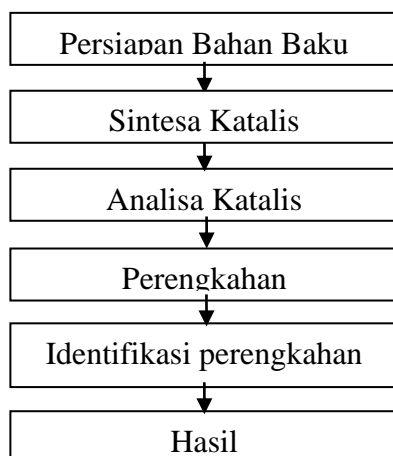 Persiapan Bahan Baku
Sintesa Katalis
Analisa Katalis
Perengkahan
Identifikasi perengkahan
Hasil